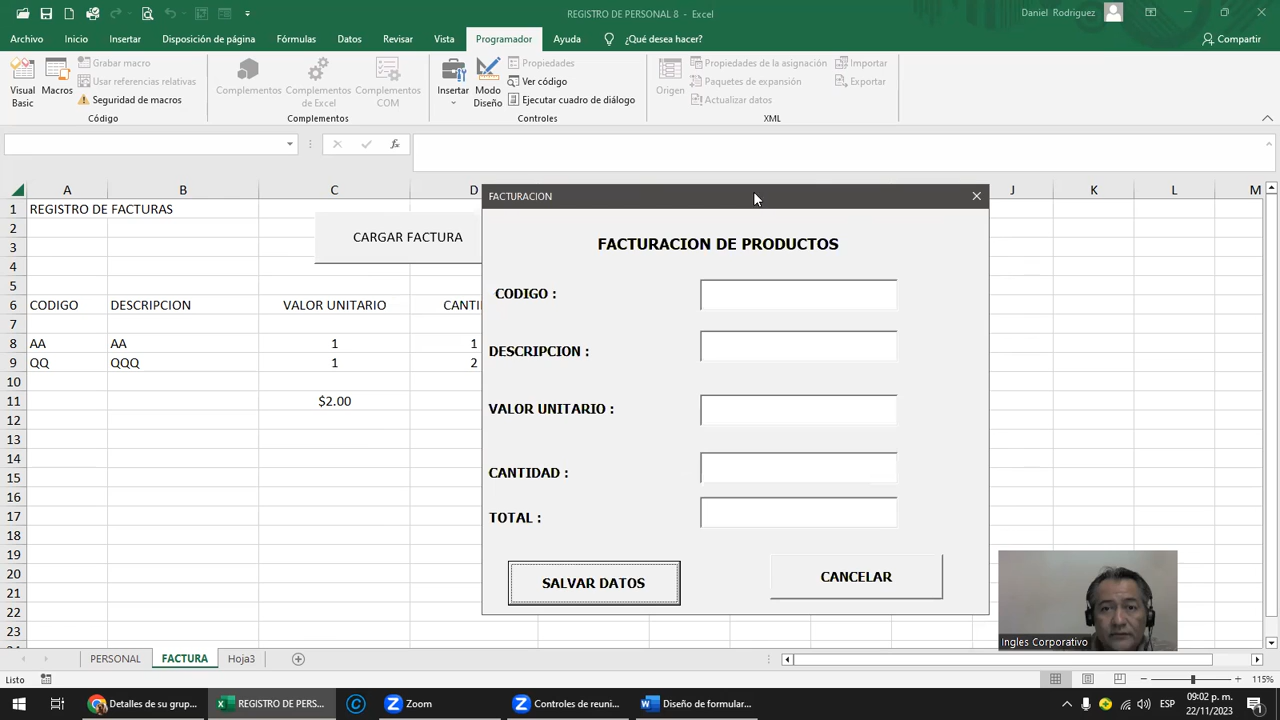 REGISTRO DE PERSONAL 8 - Excel
Daniel Rodriguez
Archivo Inicio Insertar Disposición de página Fórmulas Datos Revisar Vista Programador Ayuda ¿Qué desea hacer? Compartir
Visual Basic
Macros
Grabar macro
Usar referencias relativas
Seguridad de macros
Código
Complementos
Complementos de Excel
Complementos COM
Complementos
Insertar
Modo Diseño
Propiedades
Ver código
Ejecutar cuadro de diálogo
Controles
Origen
Propiedades de la asignación
Paquetes de expansión
Actualizar datos
Importar
Exportar
XML
fx
A B C D J K L M
1 REGISTRO DE FACTURAS
2
3
4
5
CARGAR FACTURA
6 CODIGO DESCRIPCION VALOR UNITARIO CANTI
7
8 AA AA 1 1
9 QQ QQQ 1 2
10
11 $2.00
12
13
14
15
16
17
18
19
20
21
22
23
FACTURACION
FACTURACION DE PRODUCTOS
CODIGO :
DESCRIPCION :
VALOR UNITARIO :
CANTIDAD :
TOTAL :
SALVAR DATOS
CANCELAR
Ingles Corporativo
PERSONAL FACTURA Hoja3
Listo
115%
Detalles de su grup...
REGISTRO DE PERS...
Zoom
Controles de reuni...
Diseño de formular...
ESP
09:02 p. m.
22/11/2023